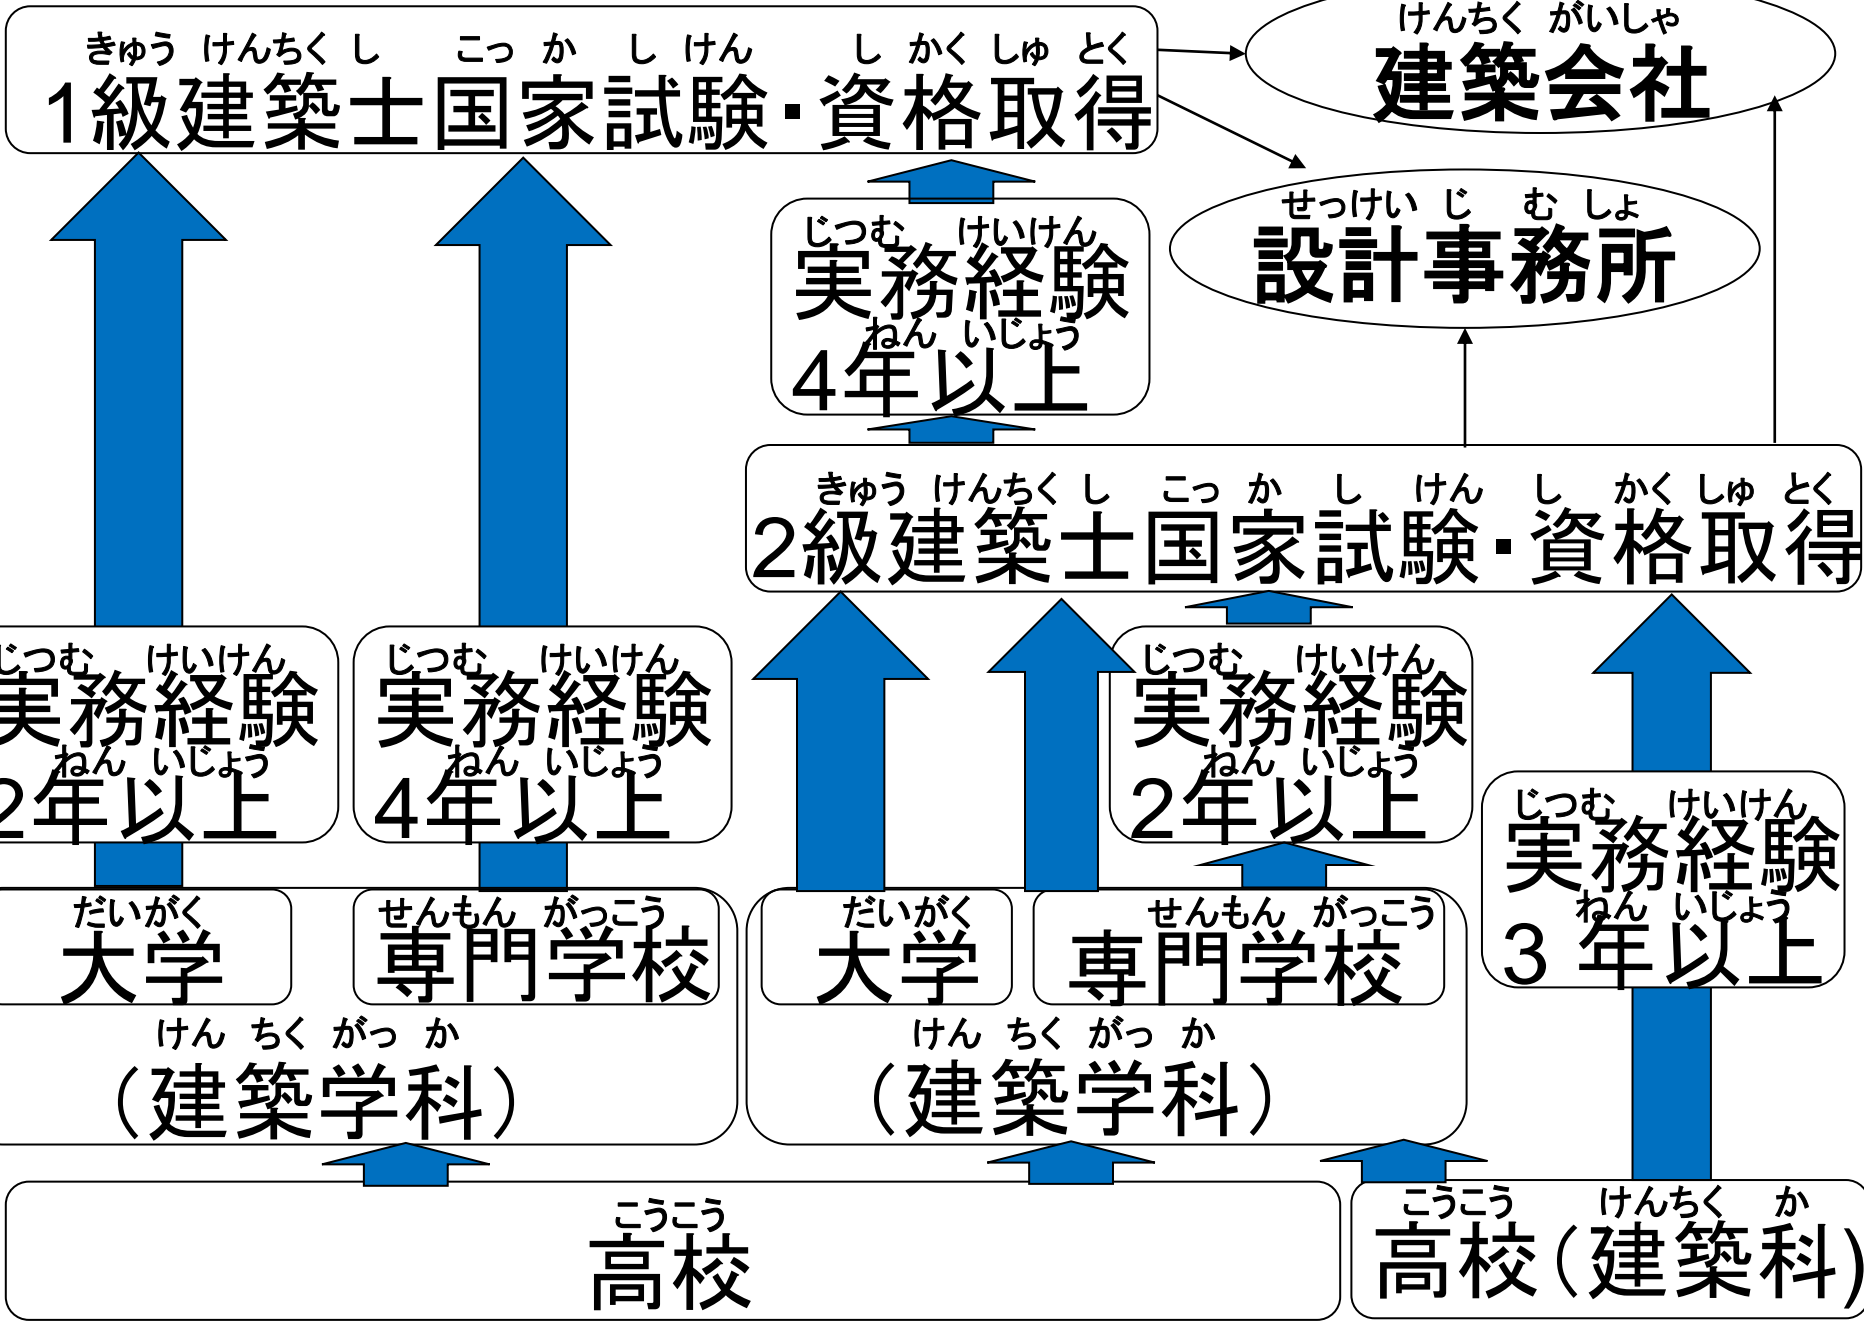 きゅう けんちく し こっ か し けん し かく しゅ とく
1級建築士国家試験・資格取得
けんちく がいしゃ
建築会社
せっけい じ む しょ
設計事務所
じつむ けいけん
実務経験
ねん いじょう
4年以上
きゅう けんちく し こっ か し けん し かく しゅ とく
2級建築士国家試験・資格取得
じつむ けいけん
実務経験
ねん いじょう
2年以上
じつむ けいけん
実務経験
ねん いじょう
4年以上
じつむ けいけん
実務経験
ねん いじょう
2年以上
じつむ けいけん
実務経験
ねん いじょう
3 年以上
だいがく
大学
せんもん がっこう
専門学校
けん ちく がっ か
（建築学科）
だいがく
大学
せんもん がっこう
専門学校
けん ちく がっ か
（建築学科）
こうこう
高校
こうこう けんちく か
高校（建築科）